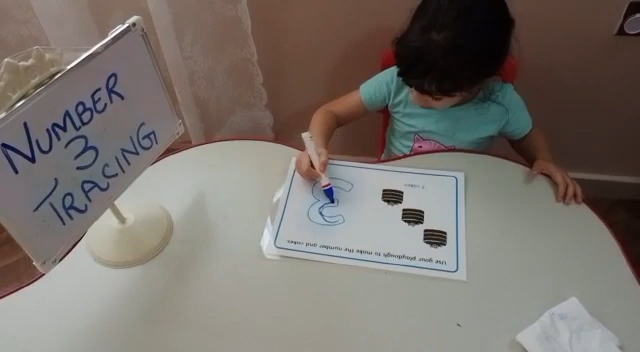 NUMBER
3
TRACING
3
Use your playdough to make the number and cakes.